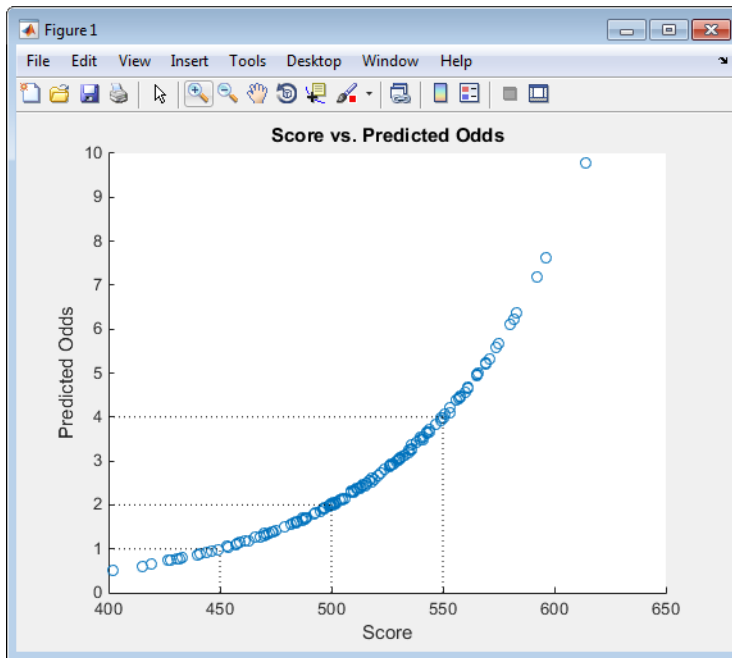 Figure 1
File Edit View Insert Tools Desktop Window Help
Score vs. Predicted Odds
10
9
8
7
6
5
4
3
2
1
0
Predicted Odds
400 450 500 550 600 650
Score